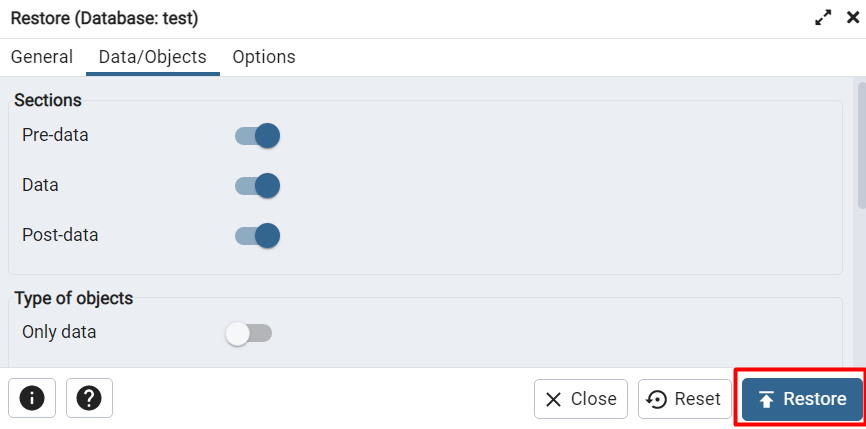 Restore (Database: test)
General Data/Objects Options
Sections
Pre-data
Data
Post-data
Type of objects
Only data
Close Reset Restore